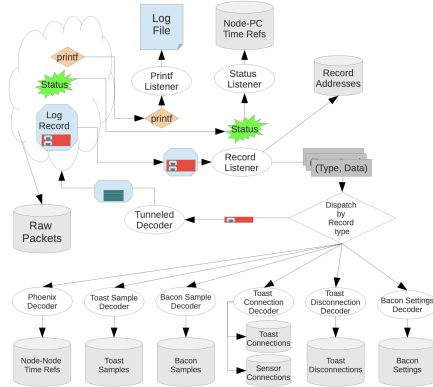 Log
File
Node-PC
Time Refs
printf
Status
Printf
Listener
Status
Listener
Record
Addresses
Log
Record
printf
Status
Record
Listener
(Type, Data)
Raw
Packets
Tunneled
Decoder
Dispatch
by
Record
type
Phoenix
Decoder
Toast Sample
Decoder
Bacon Sample
Decoder
Toast
Connection
Decoder
Toast
Disconnection
Decoder
Bacon Settings
Decoder
Node-Node
Time Refs
Toast
Samples
Bacon
Samples
Toast
Connections
Sensor
Connections
Toast
Disconnections
Bacon
Settings